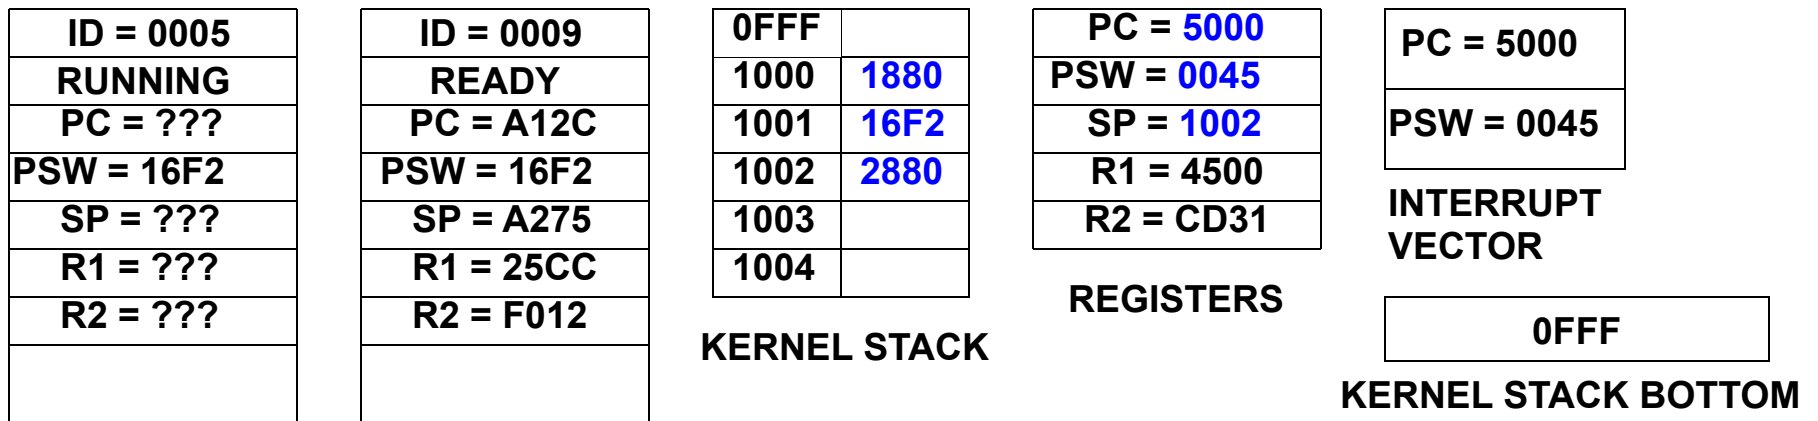 ID = 0005
RUNNING
PC = ???
PSW = 16F2
SP = ???
R1 = ???
R2 = ???
ID = 0009
READY
PC = A12C
PSW = 16F2
SP = A275
R1 = 25CC
R2 = F012
0FFF
1000 1880
1001 16F2
1002 2880
1003
1004
KERNEL STACK
PC = 5000
PSW = 0045
SP = 1002
R1 = 4500
R2 = CD31
REGISTERS
PC = 5000
PSW = 0045
INTERRUPT
VECTOR
0FFF
KERNEL STACK BOTTOM